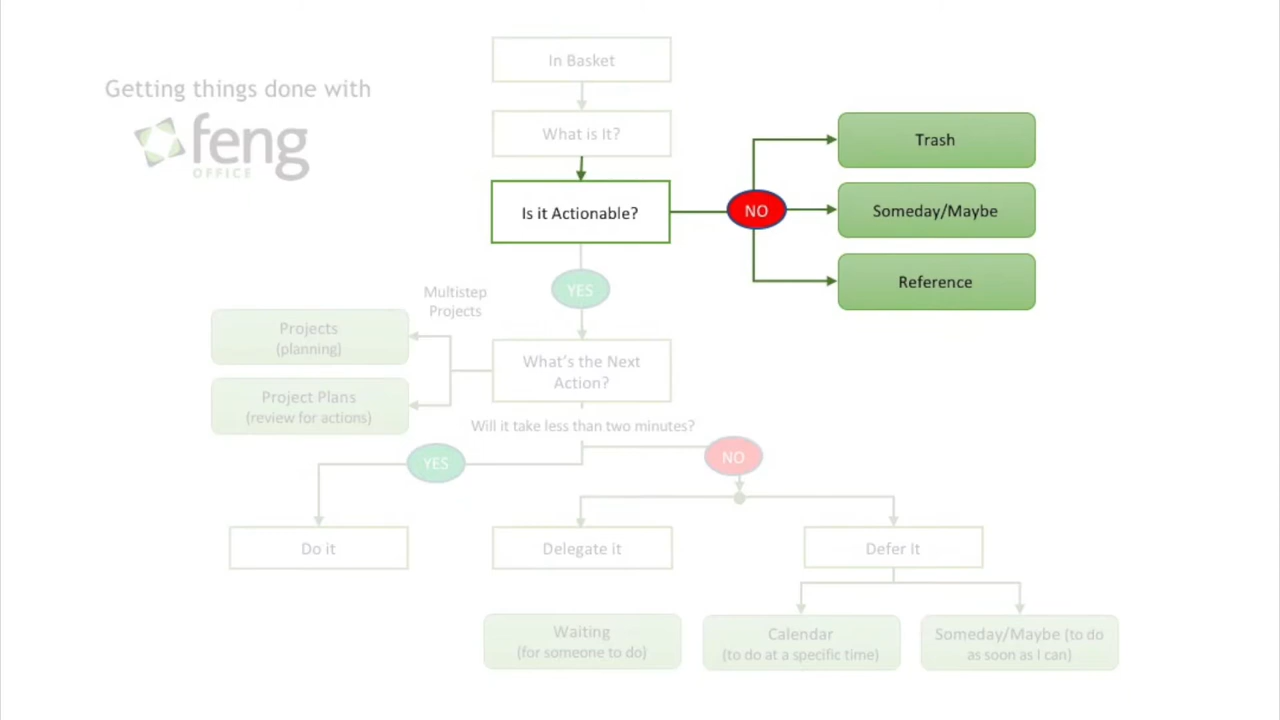 Getting things done with
feng
OFFICE
In Basket
What is It?
Is it Actionable?
NO
Trash
Someday/Maybe
Reference
YES
Multistep
Projects
Projects
(planning)
Project Plans
(review for actions)
What's the Next
Action?
Will it take less than two minutes?
YES
NO
Do it
Delegate it
Defer It
Waiting
(for someone to do)
Calendar
(to do at a specific time)
Someday/Maybe (to do
as soon as I can)